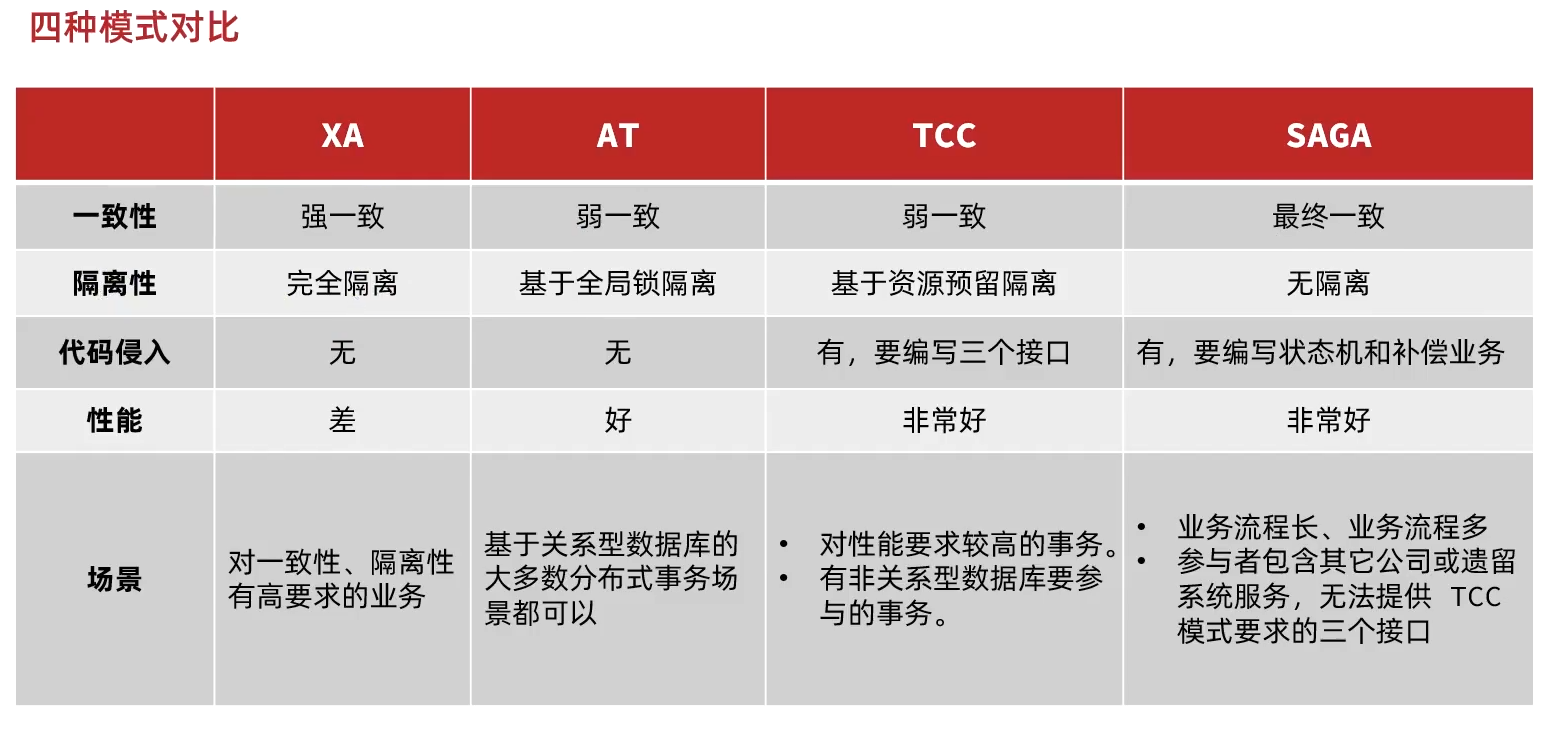 四种模式对比
XA AT TCC SAGA
一致性 强一致 弱一致 弱一致 最终一致
隔离性 完全隔离 基于全局锁隔离 基于资源预留隔离 无隔离
代码侵入 无 无 有，要编写三个接口 有，要编写状态机和补偿业务
性能 差 好 非常好 非常好
场景
对一致性、隔离性
有高要求的业务
基于关系型数据库的
大多数分布式事务场
景都可以
• 对性能要求较高的事务。
• 有非关系型数据库要参
与的事务。
• 业务流程长、业务流程多
• 参与者包含其它公司或遗留
系统服务，无法提供 TCC
模式要求的三个接口